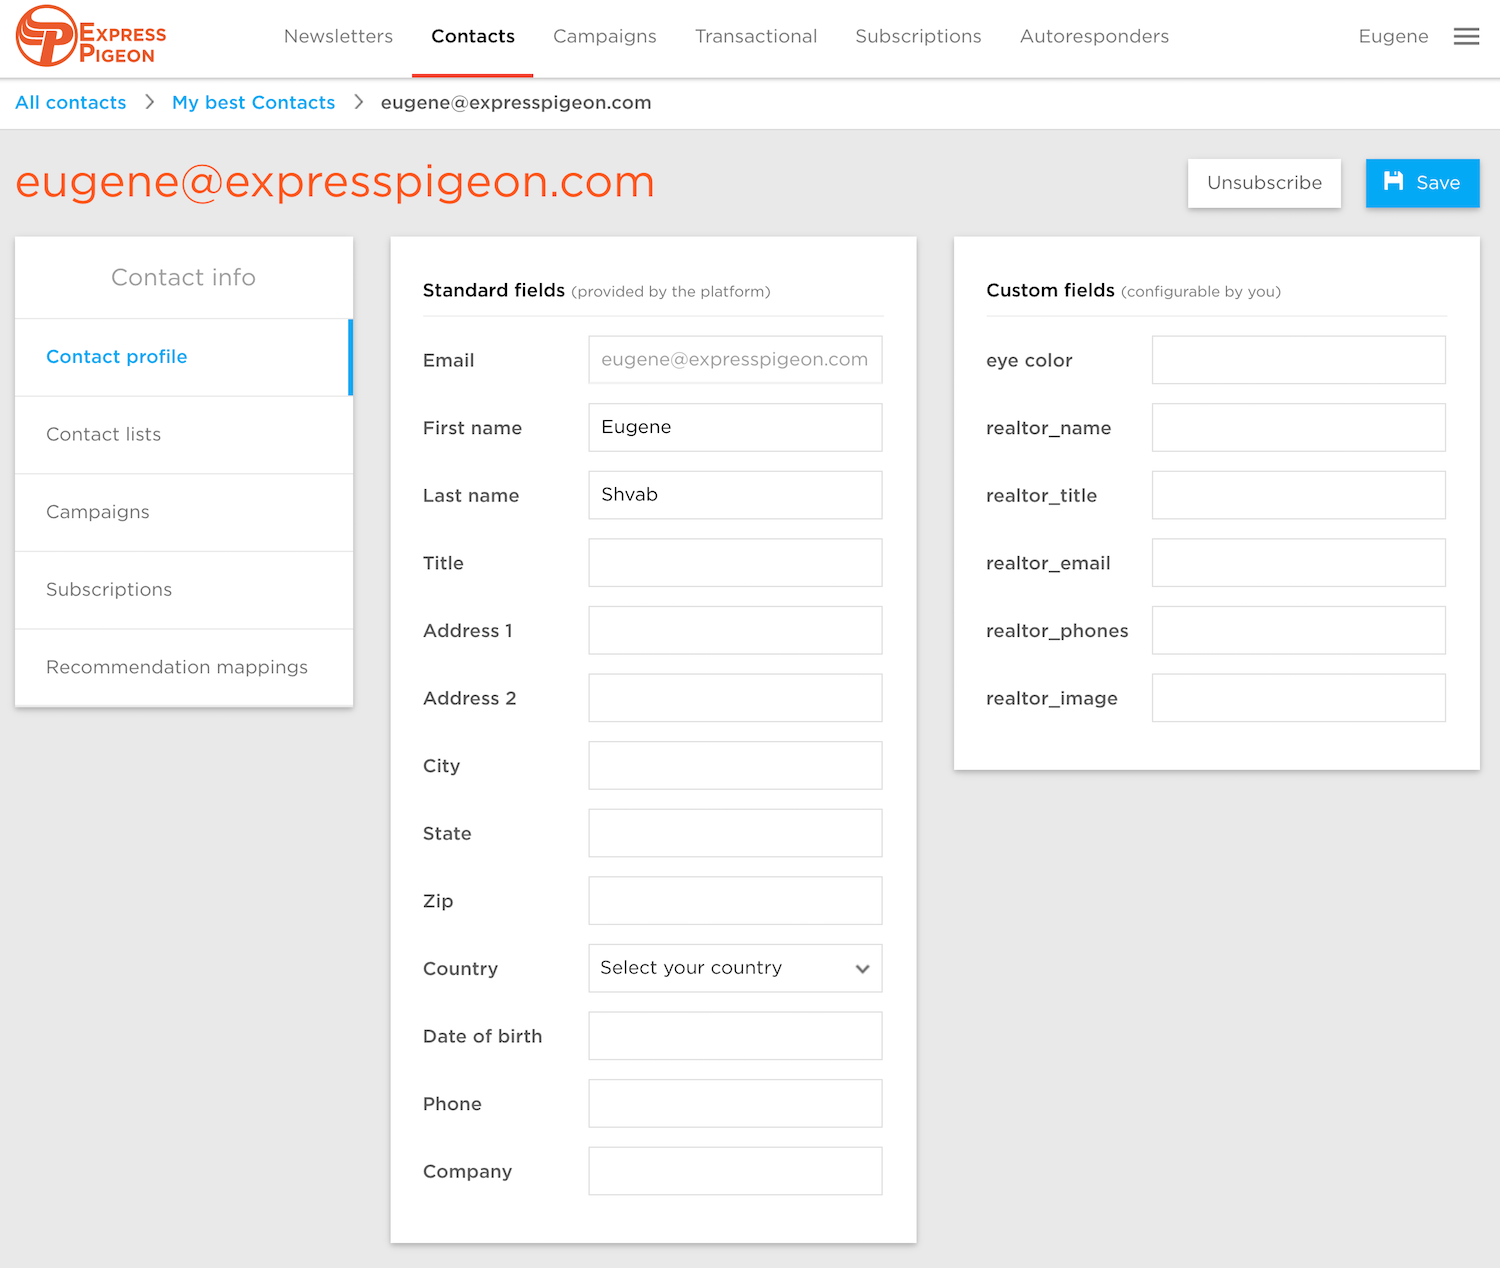 EXPRESS
PIGEON
Newsletters Contacts Campaigns Transactional Subscriptions Autoresponders Eugene
All contacts My best Contacts eugene@expresspigeon.com
eugene@expresspigeon.com
Unsubscribe Save
Contact info
Contact profile
Contact lists
Campaigns
Subscriptions
Recommendation mappings
Standard fields (provided by the platform)
Email eugene@expresspigeon.com
First name Eugene
Last name Shvab
Title
Address 1
Address 2
City
State
Zip
Country Select your country
Date of birth
Phone
Company
Custom fields (configurable by you)
eye color
realtor_name
realtor_title
realtor_email
realtor_phones
realtor_image